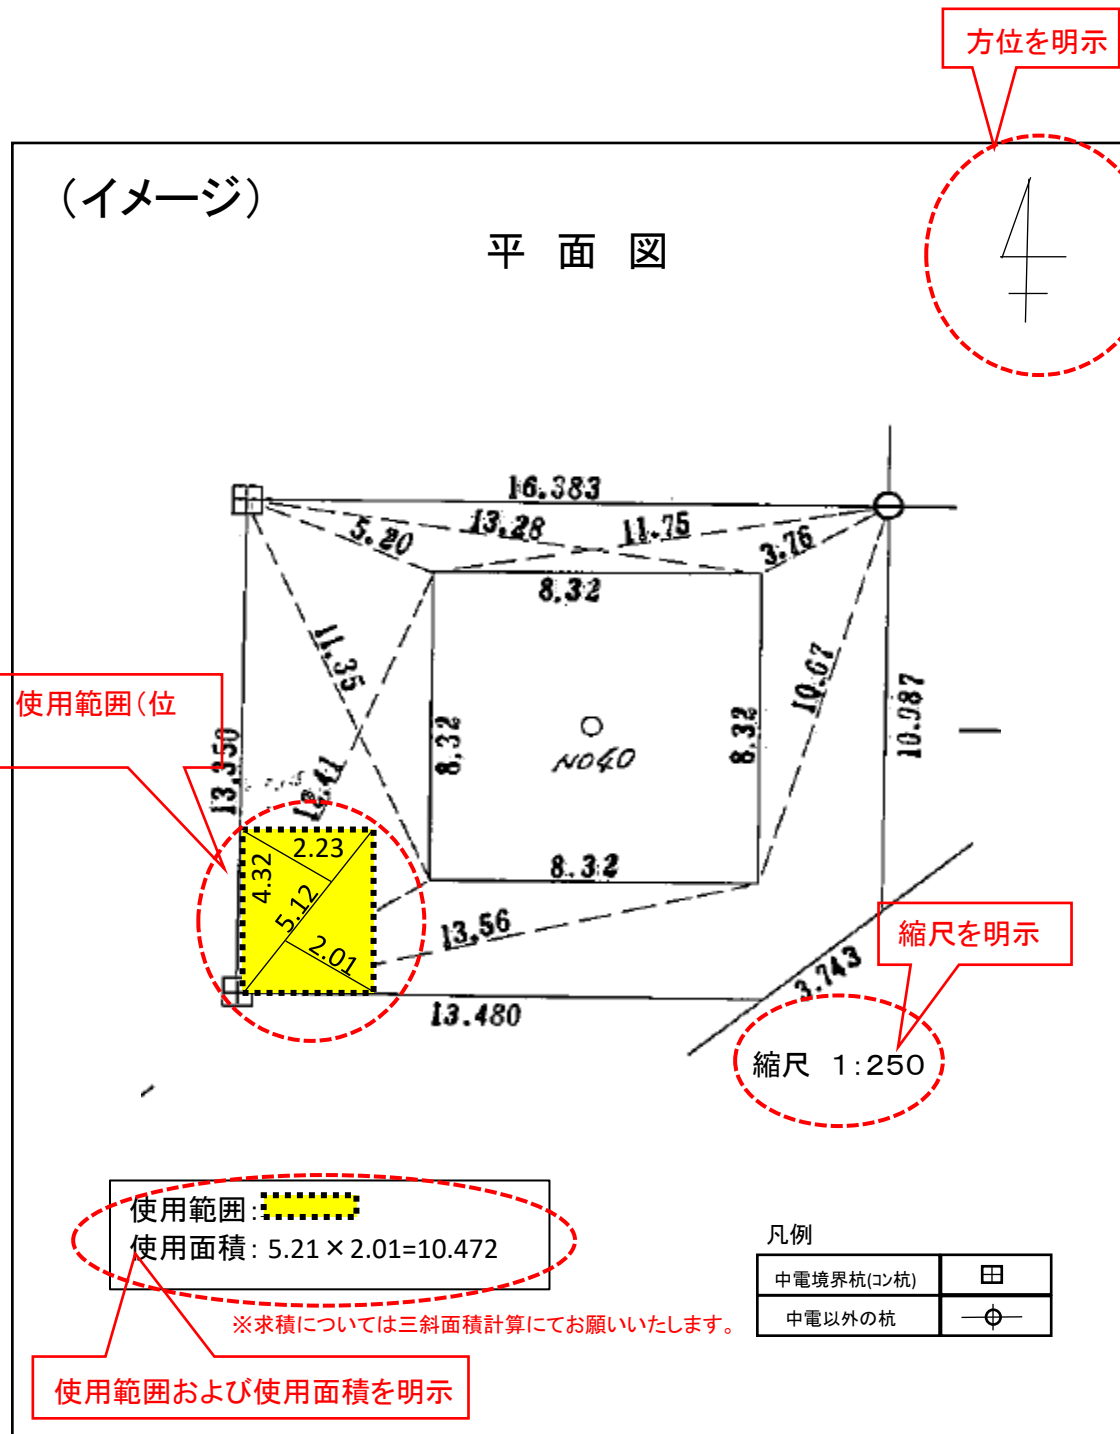 方位を明示
（イメージ）
平 面 図
16.383
5.20
13.28
11.75
3.76
8.32
11.35
12.41
10.67
10.987
13.350
8.32
8.32
NO40
8.32
使用範囲（位
2.23
4.32
5.12
2.01
13.56
13.480
3.743
縮尺を明示
縮尺 1:250
使用範囲:
使用面積: 5.21×2.01=10.472
※求積については三斜面積計算にてお願いいたします。
使用範囲および使用面積を明示
凡例
中電境界杭(コン杭)
中電以外の杭